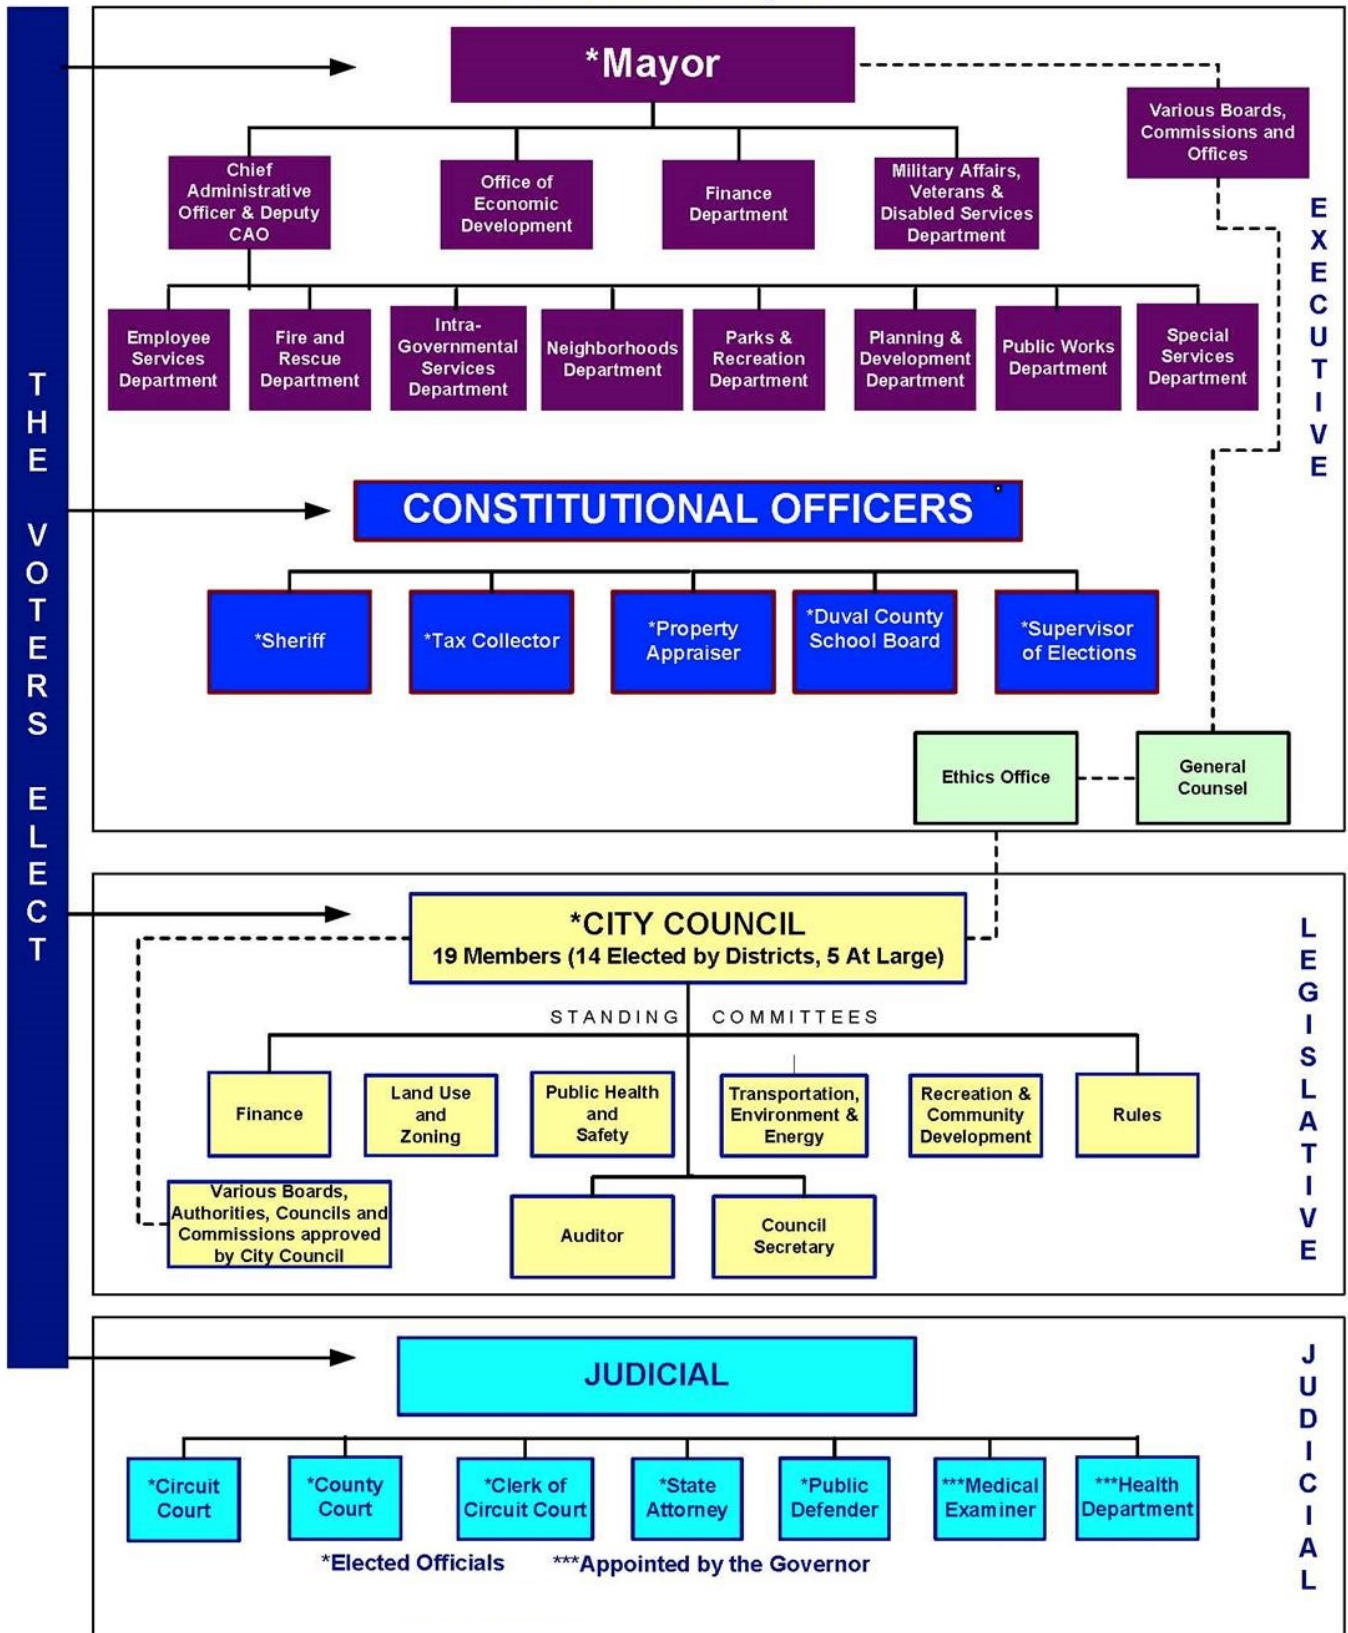 THE VOTERS ELECT
*Mayor
Various Boards,
Commissions and
Offices
Chief
Administrative
Officer & Deputy
CAO
Office of
Economic
Development
Finance
Department
Military Affairs,
Veterans &
Disabled Services
Department
EXECUTIVE
Employee
Services
Department
Fire and
Rescue
Department
Intra-
Governmental
Services
Department
Neighborhoods
Department
Parks &
Recreation
Department
Planning &
Development
Department
Public Works
Department
Special
Services
Department
CONSTITUTIONAL OFFICERS
*Sheriff
*Tax Collector
*Property
Appraiser
*Duval County
School Board
*Supervisor
of Elections
Ethics Office
General
Counsel
*CITY COUNCIL
19 Members (14 Elected by Districts, 5 At Large)
LEGISLATIVE
STANDING COMMITTEES
Finance
Land Use
and
Zoning
Public Health
and
Safety
Transportation,
Environment &
Energy
Recreation &
Community
Development
Rules
Various Boards,
Authorities, Councils and
Commissions approved
by City Council
Auditor
Council
Secretary
JUDICIAL
JUDICIAL
*Circuit
Court
*County
Court
*Clerk of
Circuit Court
*State
Attorney
*Public
Defender
***Medical
Examiner
***Health
Department
*Elected Officials ***Appointed by the Governor